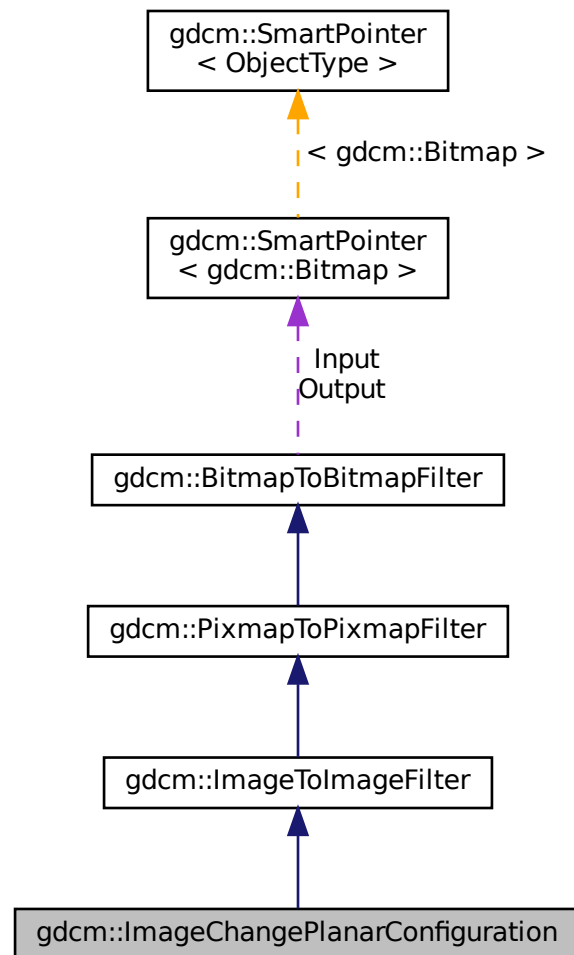 gdcm::SmartPointer
< ObjectType >
< gdcm::Bitmap >
gdcm::SmartPointer
< gdcm::Bitmap >
Input
Output
gdcm::BitmapToBitmapFilter
gdcm::PixmapToPixmapFilter
gdcm::ImageToImageFilter
gdcm::ImageChangePlanarConfiguration